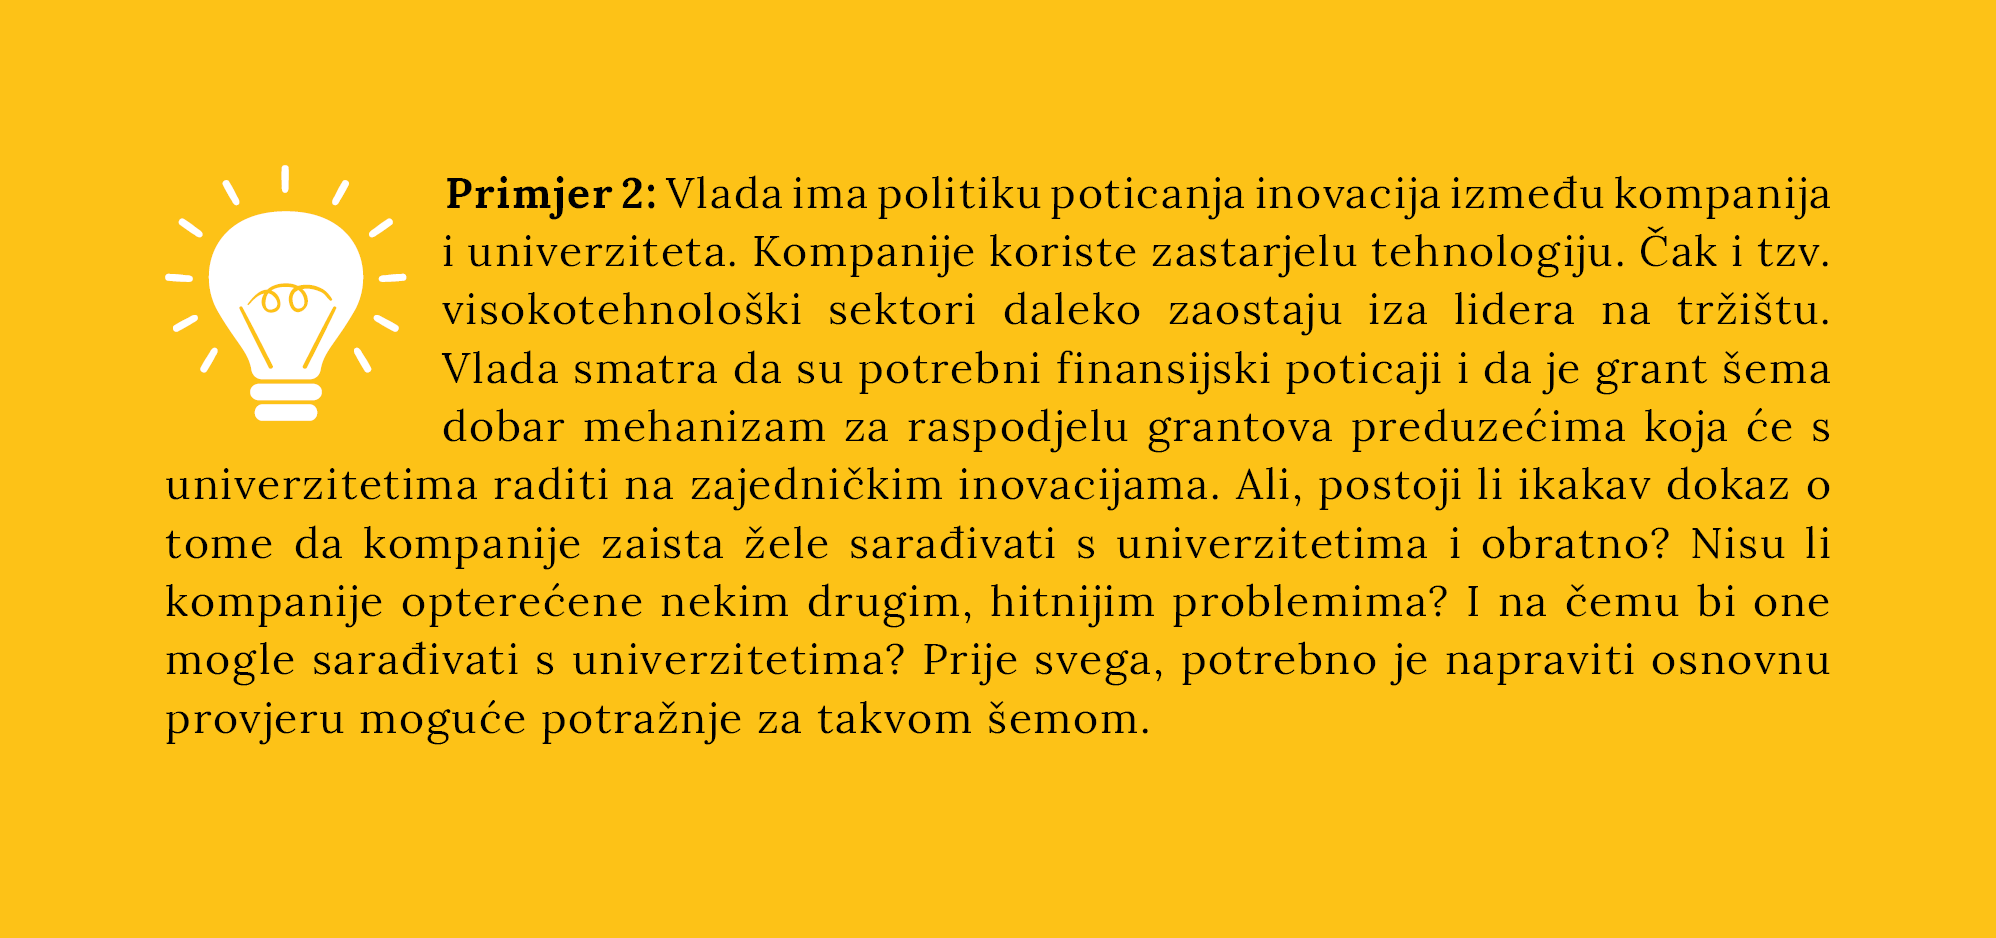 Primjer 2: Vlada ima politiku poticanja inovacija između kompanija
i univerziteta. Kompanije koriste zastarjelu tehnologiju. Čak i tzv.
visokotehnološki sektori daleko zaostaju iza lidera na tržištu.
Vlada smatra da su potrebni finansijski poticaji i da je grant šema
dobar mehanizam za raspodjelu grantova preduzećima koja će s
univerzitetima raditi na zajedničkim inovacijama. Ali, postoji li ikakav dokaz o
tome da kompanije zaista žele sarađivati s univerzitetima i obratno? Nisu li
kompanije opterećene nekim drugim, hitnijim problemima? I na čemu bi one
mogle sarađivati s univerzitetima? Prije svega, potrebno je napraviti osnovnu
provjeru moguće potražnje za takvom šemom.